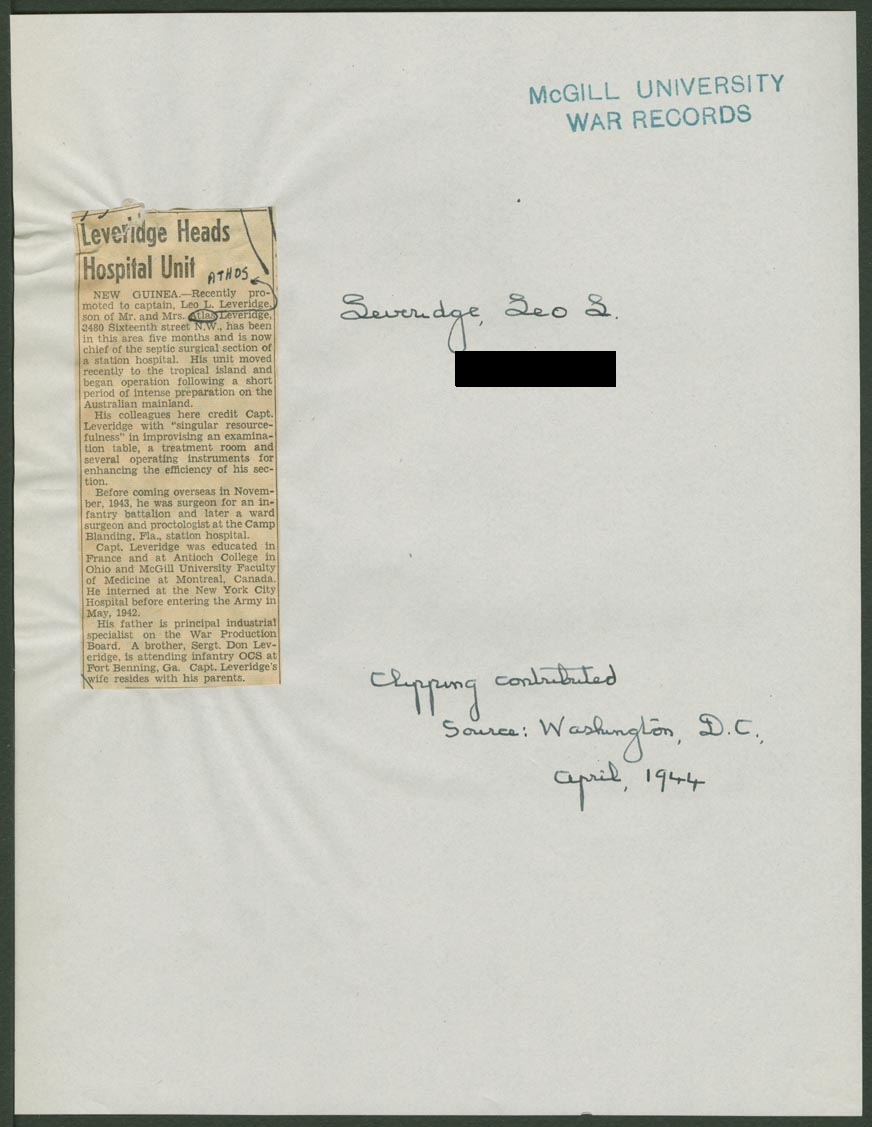 McGILL UNIVERSITY
WAR RECORDS
Leveridge Heads
Hospital Unit
ATHOS
NEW GUINEA.—Recently pro-
moted to captain, Leo L. Leveridge,
son of Mr. and Mrs. Atlas Leveridge,
2480 Sixteenth street N.W., has been
in this area five months and is now
chief of the septic surgical section of
a station hospital. His unit moved
recently to the tropical island and
began operation following a short
period of intense preparation on the
Australian mainland.
His colleagues here credit Capt.
Leveridge with "singular resource-
fulness" in improvising an examina-
tion table, a treatment room and
several operating instruments for
enhancing the efficiency of his sec-
tion.
Before coming overseas in Novem-
ber, 1943, he was surgeon for an in-
fantry battalion and later a ward
surgeon and proctologist at the Camp
Blanding, Fla., station hospital.
Capt. Leveridge was educated in
France and at Antioch College in
Ohio and McGill University Faculty
of Medicine at Montreal, Canada.
He interned at the New York City
Hospital before entering the Army in
May, 1942.
His father is principal industrial
specialist on the War Production
Board. A brother, Sergt. Don Lev-
eridge, is attending infantry OCS at
Fort Benning, Ga. Capt. Leveridge's
wife resides with his parents.
Leveridge, Leo L.
Clipping contributed
Source: Washington, D.C.,
April, 1944